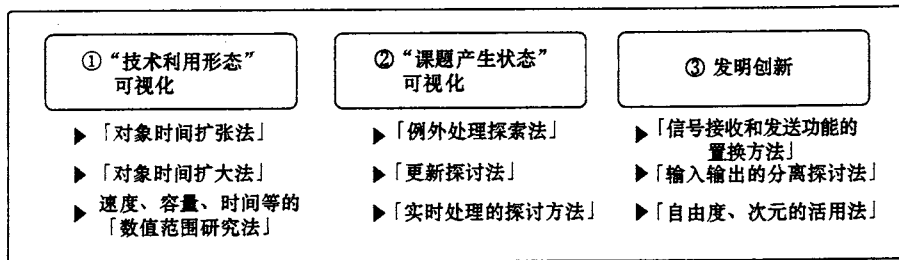 ① “技术利用形态”
可视化
▶「对象时间扩张法」
▶「对象时间扩大法」
▶ 速度、容量、时间等的
「数值范围研究法」
② “课题产生状态”
可视化
▶「例外处理探索法」
▶「更新探讨法」
▶「实时处理的探讨方法」
③ 发明创新
▶「信号接收和发送功能的
置换方法」
▶「输入输出的分离探讨法」
▶「自由度、次元的活用法」